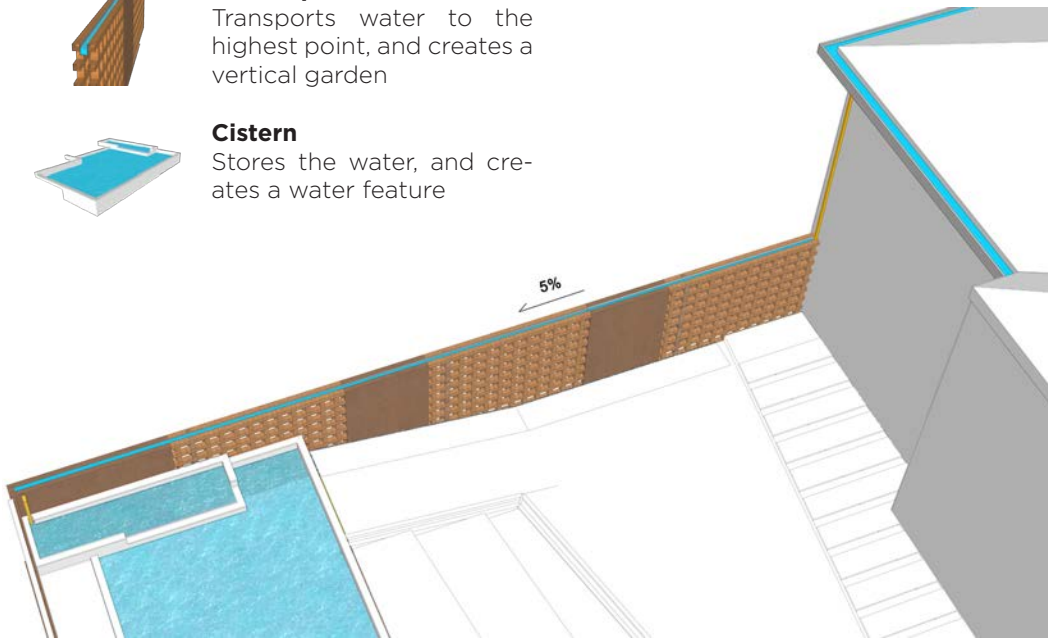 Transports water to the
highest point, and creates a
vertical garden
Cistern
Stores the water, and cre-
ates a water feature
5%